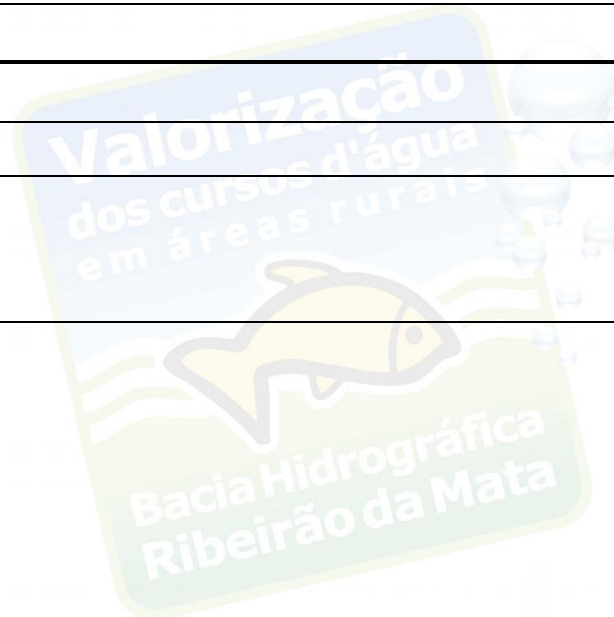 Valorização
dos cursos d'água
em áreas rurais
Bacia Hidrográfica
Ribeirão da Mata